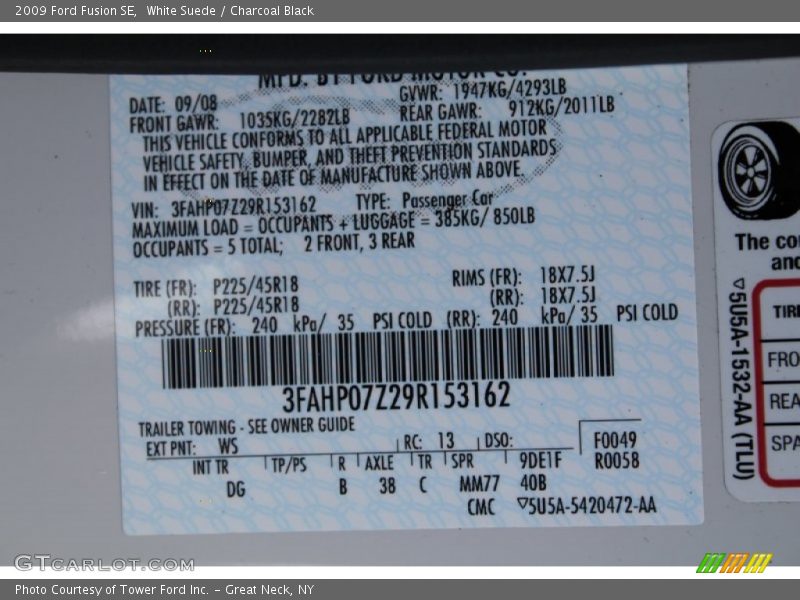 2009 Ford Fusion SE,  White Suede / Charcoal Black
MFD. BY FORD MOTOR CO.
DATE: 09/08 GVWR: 1947KG/4293LB
FRONT GAWR: 1035KG/2282LB REAR GAWR: 912KG/2011LB
THIS VEHICLE CONFORMS TO ALL APPLICABLE FEDERAL MOTOR
VEHICLE SAFETY, BUMPER, AND THEFT PREVENTION STANDARDS
IN EFFECT ON THE DATE OF MANUFACTURE SHOWN ABOVE.
VIN: 3FAHP07Z29R153162 TYPE: Passenger Car
MAXIMUM LOAD = OCCUPANTS + LUGGAGE = 385KG/ 850LB
OCCUPANTS = 5 TOTAL; 2 FRONT, 3 REAR
TIRE (FR): P225/45R18 RIMS (FR): 18X7.5J
(RR): P225/45R18 (RR): 18X7.5J
PRESSURE (FR): 240 kPa/ 35 PSI COLD (RR): 240 kPa/ 35 PSI COLD
3FAHP07Z29R153162
TRAILER TOWING - SEE OWNER GUIDE
EXT PNT: WS RC: 13 DSO: F0049
INT TR TP/PS R AXLE TR SPR 9DE1F R0058
DG B 38 C MM77 40B
CMC ▽5U5A-5420472-AA
The co
and
▽5U5A-1532-AA (TLU)
TIR
FRO
REA
SPA
GTCARLOT.COM
Photo Courtesy of Tower Ford Inc. - Great Neck, NY